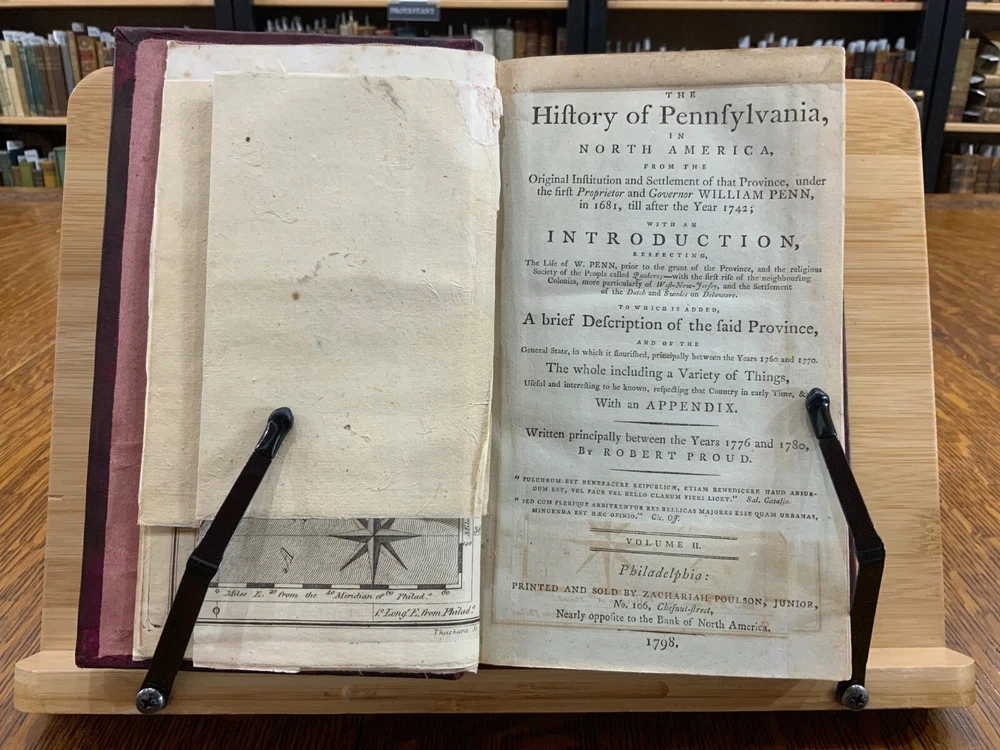 Miles E. 20 from the 40 Meridian of 60 Philad.ª 80
1º Longᵗ. E. from Philad.ª
Thackara
THE
Hiſtory of Pennſylvania,
IN
NORTH AMERICA,
FROM THE
Original Inſtitution and Settlement of that Province, under
the firſt Proprietor and Governor WILLIAM PENN,
in 1681, till after the Year 1742;
WITH AN
INTRODUCTION,
RESPECTING,
The Life of W. PENN, prior to the grant of the Province, and the religious
Society of the People called Quakers;—with the firſt riſe of the neighbouring
Colonies, more particularly of Weſt-New-Jerſey, and the Settlement
of the Dutch and Swedes on Delaware.
TO WHICH IS ADDED,
A brief Deſcription of the ſaid Province,
AND OF THE
General State, in which it flouriſhed, principally between the Years 1760 and 1770.
The whole including a Variety of Things,
Uſeful and intereſting to be known, reſpecting that Country in early Time, &c.
With an APPENDIX.
Written principally between the Years 1776 and 1780,
By ROBERT PROUD.
“ PULCHRUM EST BENEFACERE REIPUBLICÆ, ETIAM BENEDICERE HAUD ABSUR-
DUM EST, VEL PACE VEL BELLO CLARUM FIERI LICET.” Sal. Catalin.
“ SED CUM PLERIQUE ARBITRENTUR RES BELLICAS MAJORES ESSE QUAM URBANAS,
MINUENDA EST HÆC OPINIO.” Cic. Off.
VOLUME II.
Philadelphia:
PRINTED AND SOLD BY ZACHARIAH POULSON, JUNIOR,
No. 106, Cheſnut-ſtreet,
Nearly oppoſite to the Bank of North America.
1798.